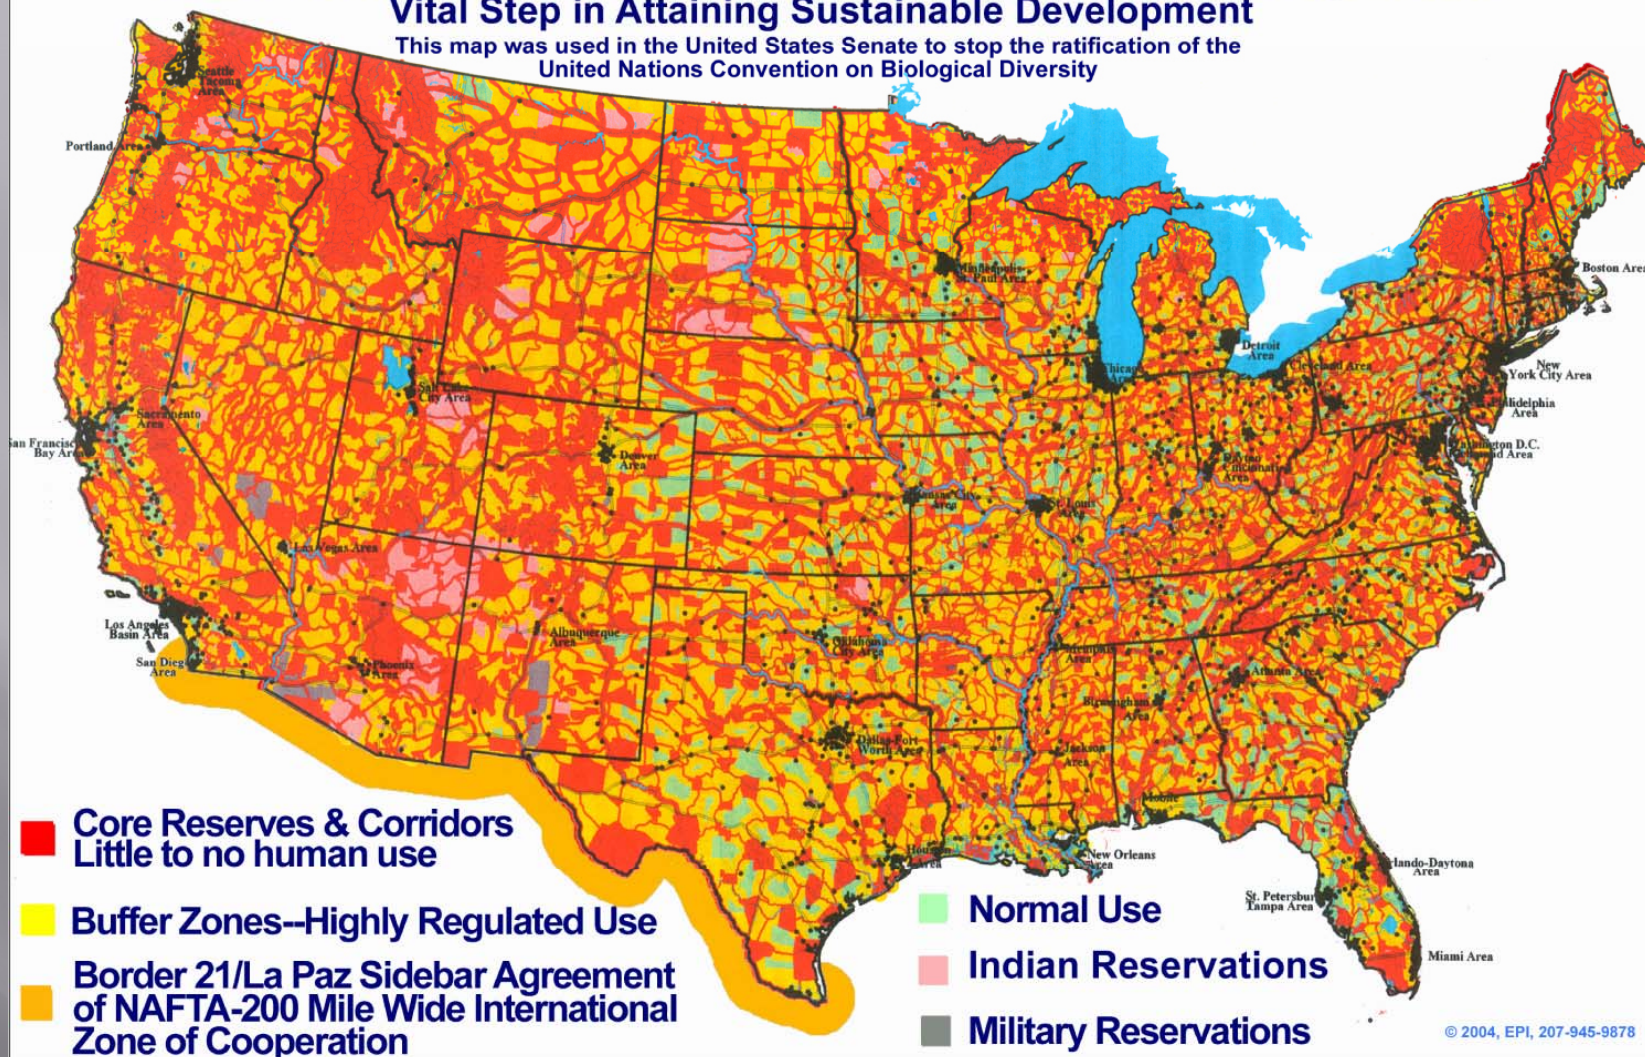 Vital Step in Attaining Sustainable Development
This map was used in the United States Senate to stop the ratification of the
United Nations Convention on Biological Diversity
Seattle
Tacoma
Area
Portland Area
Minneapolis-
St. Paul Area
Boston Area
Detroit
Area
Chicago
Area
Cleveland Area
New
York City Area
Philidelphia
Area
Salt Lake
City Area
Sacramento
Area
San Francisco
Bay Area
Washington D.C.
Richmond Area
Denver
Area
Dayton
Cincinnati
Area
Kansas City
Area
St. Louis
Area
Las Vegas Area
Los Angeles
Basin Area
San Diego
Area
Albuquerque
Area
Oklahoma
City Area
Memphis
Area
Phoenix
Area
Atlanta Area
Birmingham
Area
Dallas-Fort
Worth Area
Jackson
Area
Mobile
Houston
Area
New Orleans
Area
Orlando-Daytona
Area
St. Petersburg
Tampa Area
Miami Area
Core Reserves & Corridors
Little to no human use
Buffer Zones--Highly Regulated Use
Border 21/La Paz Sidebar Agreement
of NAFTA-200 Mile Wide International
Zone of Cooperation
Normal Use
Indian Reservations
Military Reservations
© 2004, EPI, 207-945-9878